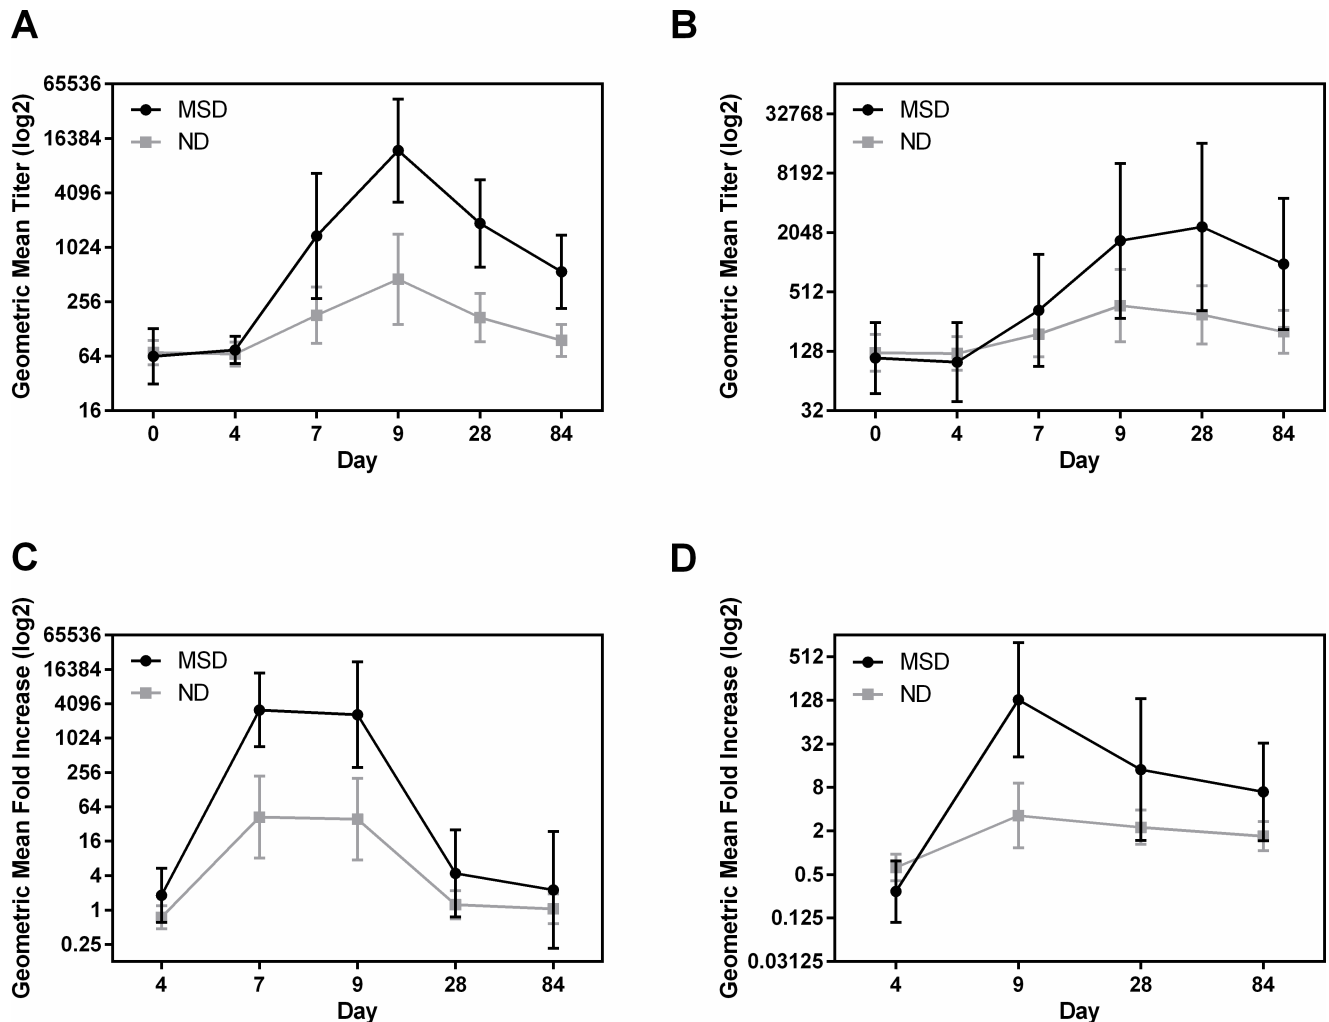 A
Geometric Mean Titer (log2)
65536
16384
4096
1024
256
64
16
MSD
ND
0 4 7 9 28 84
Day
B
Geometric Mean Titer (log2)
32768
8192
2048
512
128
32
MSD
ND
0 4 7 9 28 84
Day
C
Geometric Mean Fold Increase (log2)
65536
16384
4096
1024
256
64
16
4
1
0.25
MSD
ND
4 7 9 28 84
Day
D
Geometric Mean Fold Increase (log2)
512
128
32
8
2
0.5
0.125
0.03125
MSD
ND
4 9 28 84
Day